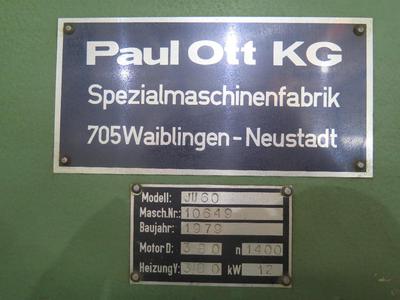 Paul Ott KG
Spezialmaschinenfabrik
705 Waiblingen - Neustadt
Modell: JU60
Masch.Nr.: 10649
Baujahr: 1979
Motor D: 380 n 1400
Heizung V: 380 kW 12